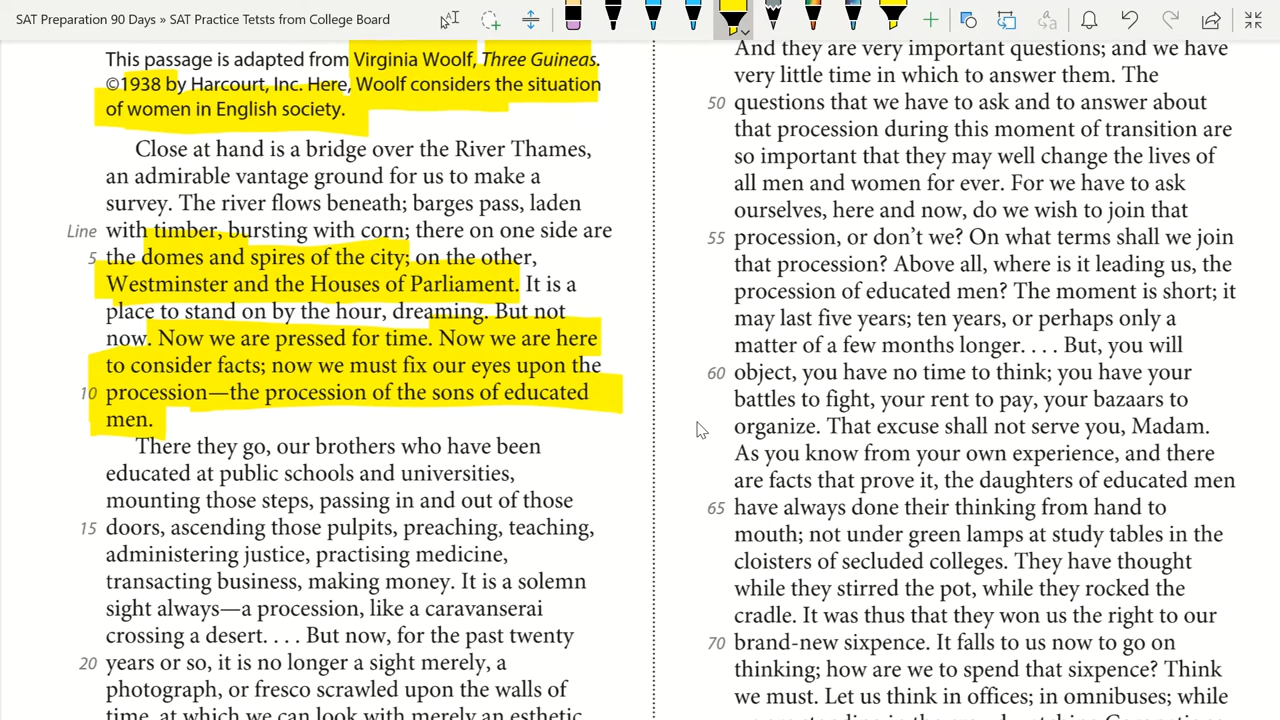 SAT Preparation 90 Days » SAT Practice Tetsts from College Board
This passage is adapted from Virginia Woolf, Three Guineas.
©1938 by Harcourt, Inc. Here, Woolf considers the situation
of women in English society.
Close at hand is a bridge over the River Thames,
an admirable vantage ground for us to make a
survey. The river flows beneath; barges pass, laden
Line with timber, bursting with corn; there on one side are
5 the domes and spires of the city; on the other,
Westminster and the Houses of Parliament. It is a
place to stand on by the hour, dreaming. But not
now. Now we are pressed for time. Now we are here
to consider facts; now we must fix our eyes upon the
10 procession—the procession of the sons of educated
men.
There they go, our brothers who have been
educated at public schools and universities,
mounting those steps, passing in and out of those
15 doors, ascending those pulpits, preaching, teaching,
administering justice, practising medicine,
transacting business, making money. It is a solemn
sight always—a procession, like a caravanserai
crossing a desert. . . . But now, for the past twenty
20 years or so, it is no longer a sight merely, a
photograph, or fresco scrawled upon the walls of
time, at which we can look with merely an esthetic
And they are very important questions; and we have
very little time in which to answer them. The
50 questions that we have to ask and to answer about
that procession during this moment of transition are
so important that they may well change the lives of
all men and women for ever. For we have to ask
ourselves, here and now, do we wish to join that
55 procession, or don't we? On what terms shall we join
that procession? Above all, where is it leading us, the
procession of educated men? The moment is short; it
may last five years; ten years, or perhaps only a
matter of a few months longer. . . . But, you will
60 object, you have no time to think; you have your
battles to fight, your rent to pay, your bazaars to
organize. That excuse shall not serve you, Madam.
As you know from your own experience, and there
are facts that prove it, the daughters of educated men
65 have always done their thinking from hand to
mouth; not under green lamps at study tables in the
cloisters of secluded colleges. They have thought
while they stirred the pot, while they rocked the
cradle. It was thus that they won us the right to our
70 brand-new sixpence. It falls to us now to go on
thinking; how are we to spend that sixpence? Think
we must. Let us think in offices; in omnibuses; while